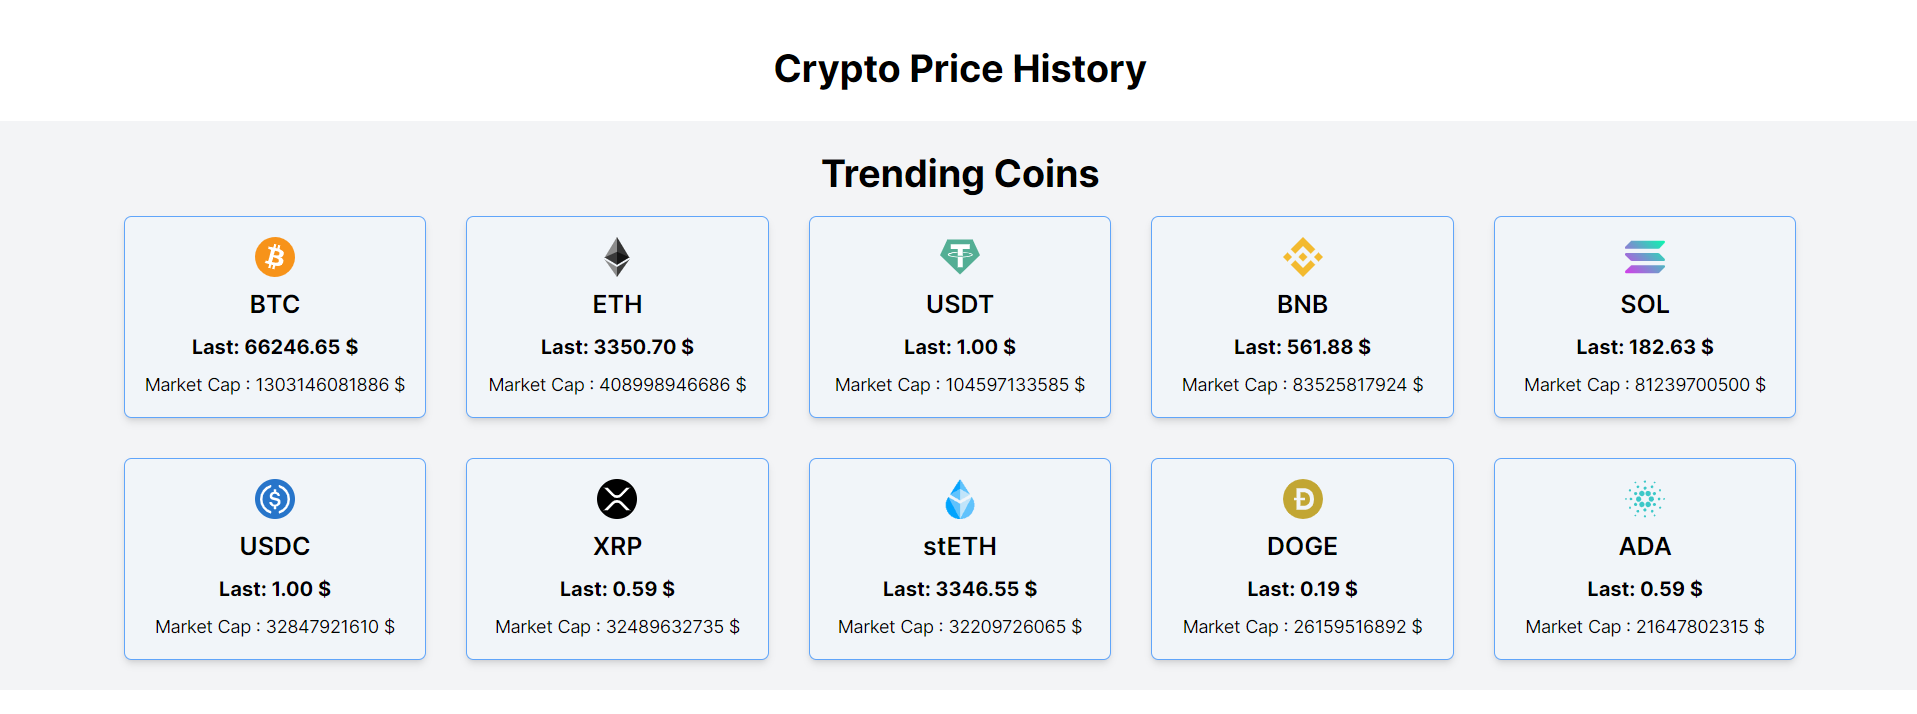 Crypto Price History
Trending Coins
BTC
Last: 66246.65 $
Market Cap : 1303146081886 $
ETH
Last: 3350.70 $
Market Cap : 408998946686 $
USDT
Last: 1.00 $
Market Cap : 104597133585 $
BNB
Last: 561.88 $
Market Cap : 83525817924 $
SOL
Last: 182.63 $
Market Cap : 81239700500 $
USDC
Last: 1.00 $
Market Cap : 32847921610 $
XRP
Last: 0.59 $
Market Cap : 32489632735 $
stETH
Last: 3346.55 $
Market Cap : 32209726065 $
DOGE
Last: 0.19 $
Market Cap : 26159516892 $
ADA
Last: 0.59 $
Market Cap : 21647802315 $